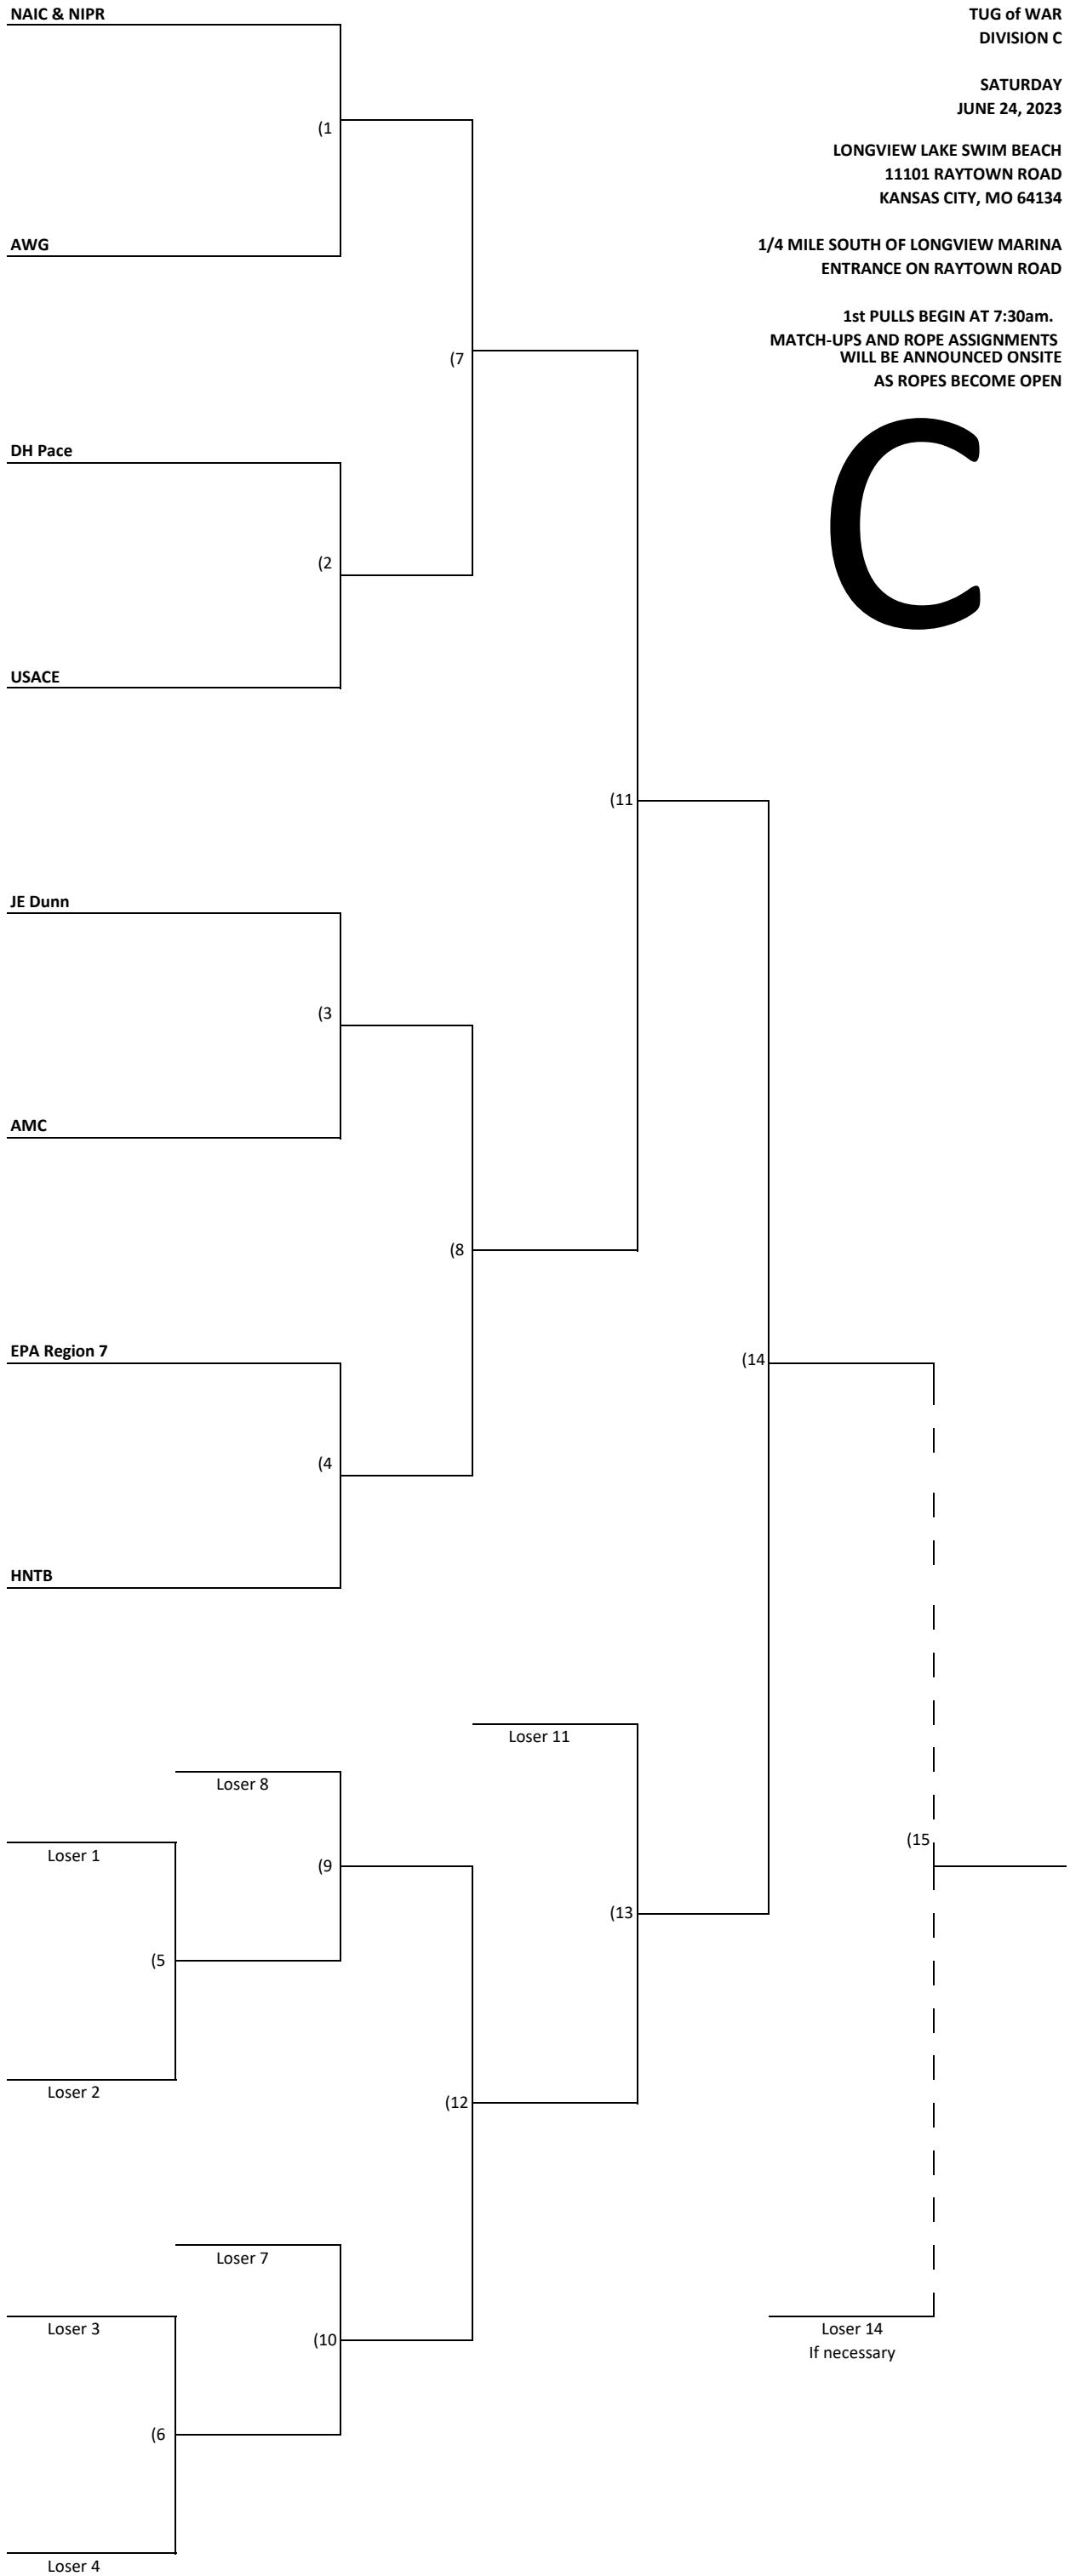 NAIC & NIPR
TUG of WAR
DIVISION C
SATURDAY
JUNE 24, 2023
(1
LONGVIEW LAKE SWIM BEACH
11101 RAYTOWN ROAD
KANSAS CITY, MO 64134
AWG
1/4 MILE SOUTH OF LONGVIEW MARINA
ENTRANCE ON RAYTOWN ROAD
1st PULLS BEGIN AT 7:30am.
MATCH-UPS AND ROPE ASSIGNMENTS
WILL BE ANNOUNCED ONSITE
AS ROPES BECOME OPEN
(7
DH Pace
C
(2
USACE
(11
JE Dunn
(3
AMC
(8
EPA Region 7
(14
(4
HNTB
Loser 11
Loser 8
(15
Loser 1
(9
(13
(5
Loser 2
(12
Loser 7
Loser 3
Loser 14
(10
If necessary
(6
Loser 4